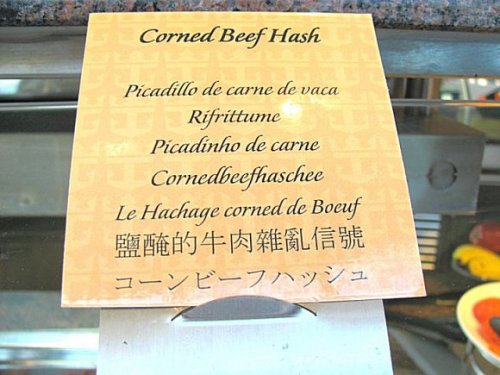 Corned Beef Hash
Picadillo de carne de vaca
Rifrittume
Picadinho de carne
Cornedbeefhaschee
Le Hachage corned de Boeuf
鹽醃的牛肉雜亂信號
コーンビーフハッシュ